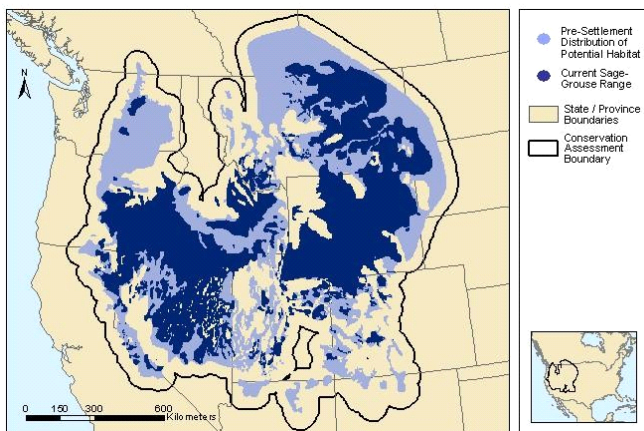 N
0 150 300 600
Kilometers
Pre-Settlement
Distribution of
Potential Habitat
Current Sage-
Grouse Range
State / Province
Boundaries
Conservation
Assessment
Boundary